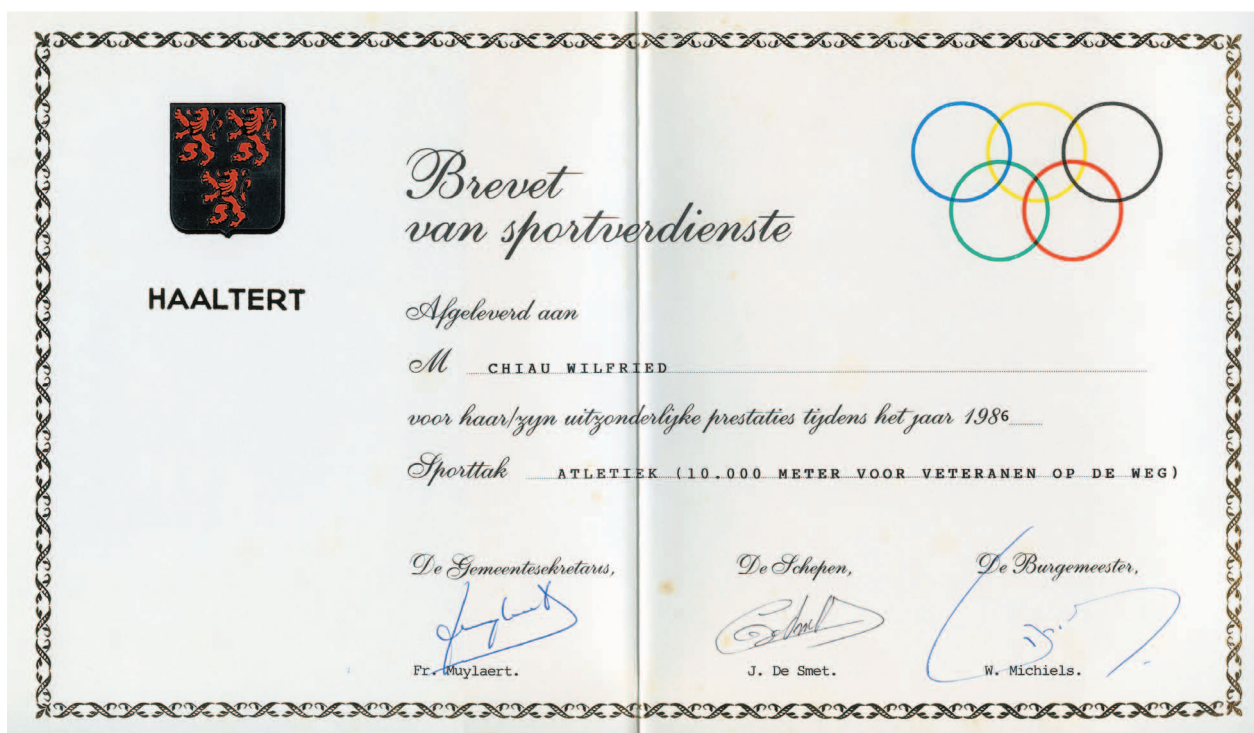 HAALTERT
Brevet
van sportverdienste
Afgeleverd aan
M CHIAU WILFRIED
voor haar/zijn uitzonderlijke prestaties tijdens het jaar 1986
Sporttak ATLETIEK (10.000 METER VOOR VETERANEN OP DE WEG)
De Gemeentesekretaris, De Schepen, De Burgemeester,
Fr. Muylaert. J. De Smet. W. Michiels.